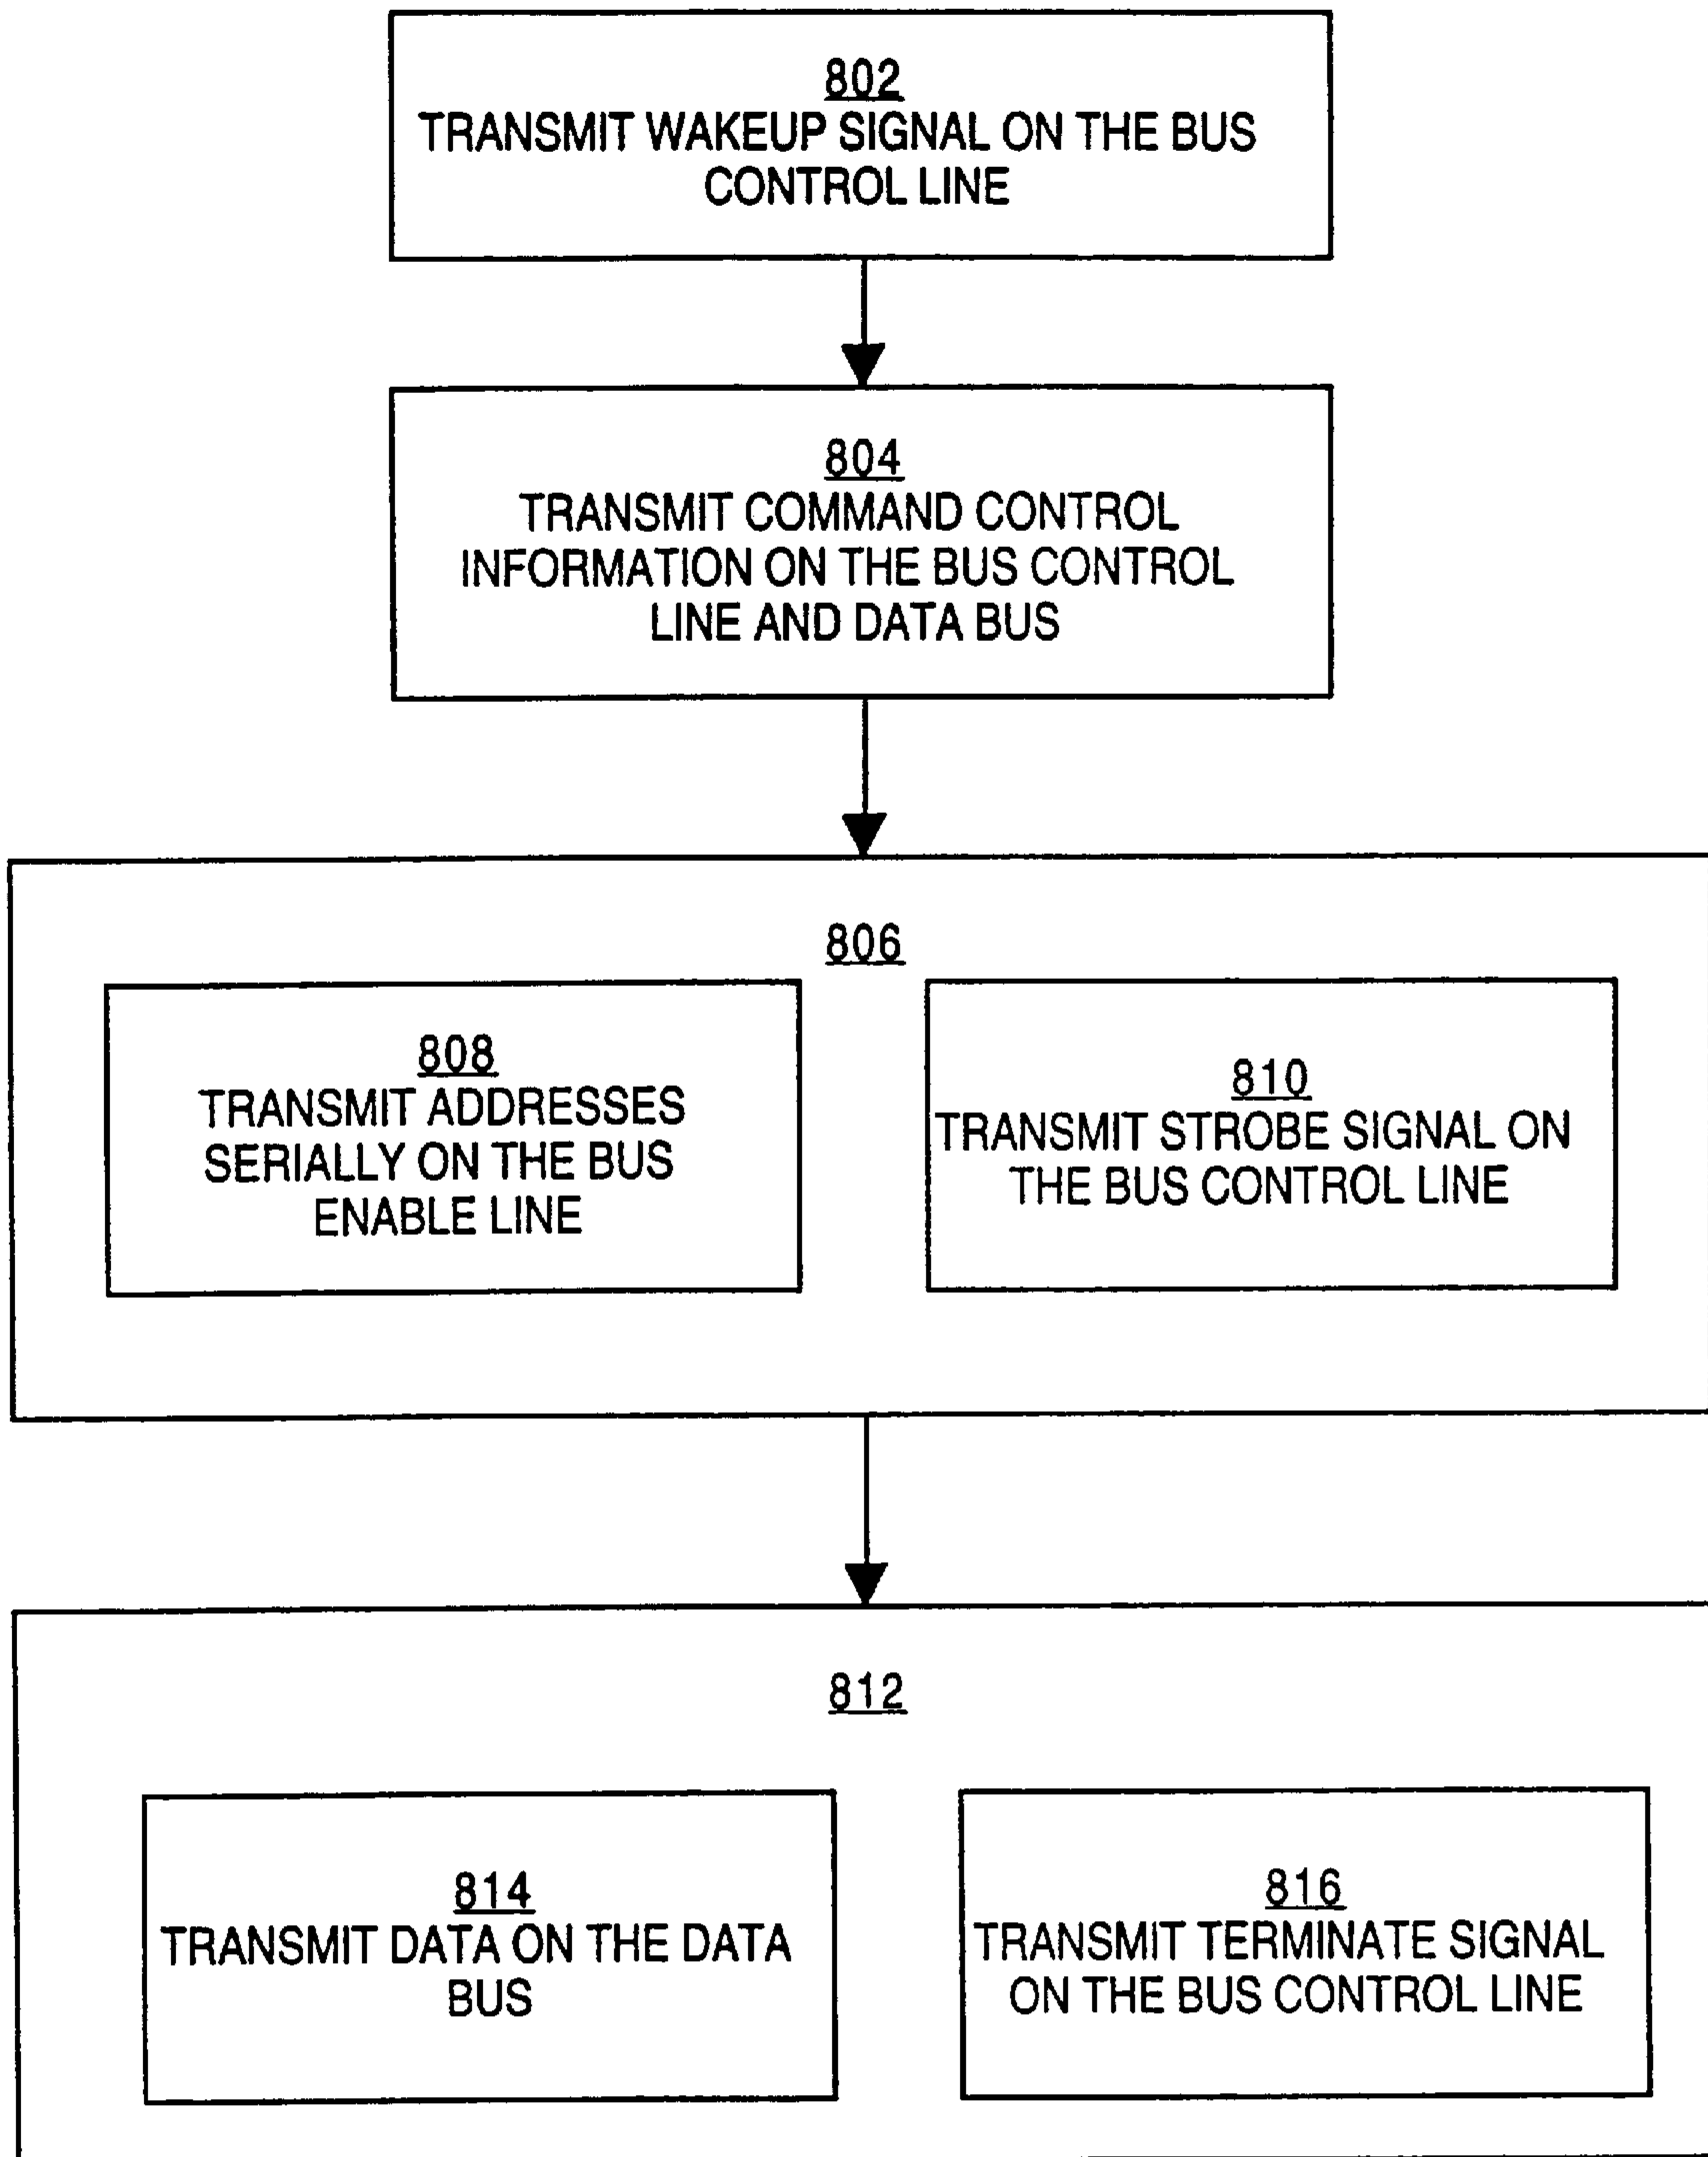 802
TRANSMIT WAKEUP SIGNAL ON THE BUS
CONTROL LINE
804
TRANSMIT COMMAND CONTROL
INFORMATION ON THE BUS CONTROL
LINE AND DATA BUS
806
808
TRANSMIT ADDRESSES
SERIALLY ON THE BUS
ENABLE LINE
810
TRANSMIT STROBE SIGNAL ON
THE BUS CONTROL LINE
812
814
TRANSMIT DATA ON THE DATA
BUS
816
TRANSMIT TERMINATE SIGNAL
ON THE BUS CONTROL LINE